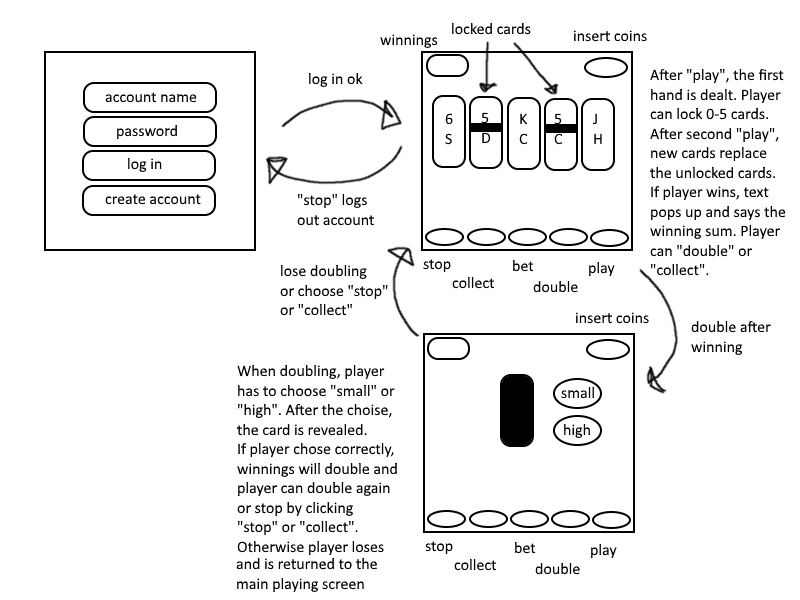 account name
password
log in
create account
log in ok
"stop" logs
out account
winnings
locked cards
insert coins
6 5 K 5 J
S D C C H
stop
collect
bet
double
play
After "play", the first
hand is dealt. Player
can lock 0-5 cards.
After second "play",
new cards replace
the unlocked cards.
If player wins, text
pops up and says the
winning sum. Player
can "double" or
"collect".
lose doubling
or choose "stop"
or "collect"
double after
winning
insert coins
small
high
stop
collect
bet
double
play
When doubling, player
has to choose "small" or
"high". After the choise,
the card is revealed.
If player chose correctly,
winnings will double and
player can double again
or stop by clicking
"stop" or "collect".
Otherwise player loses
and is returned to the
main playing screen